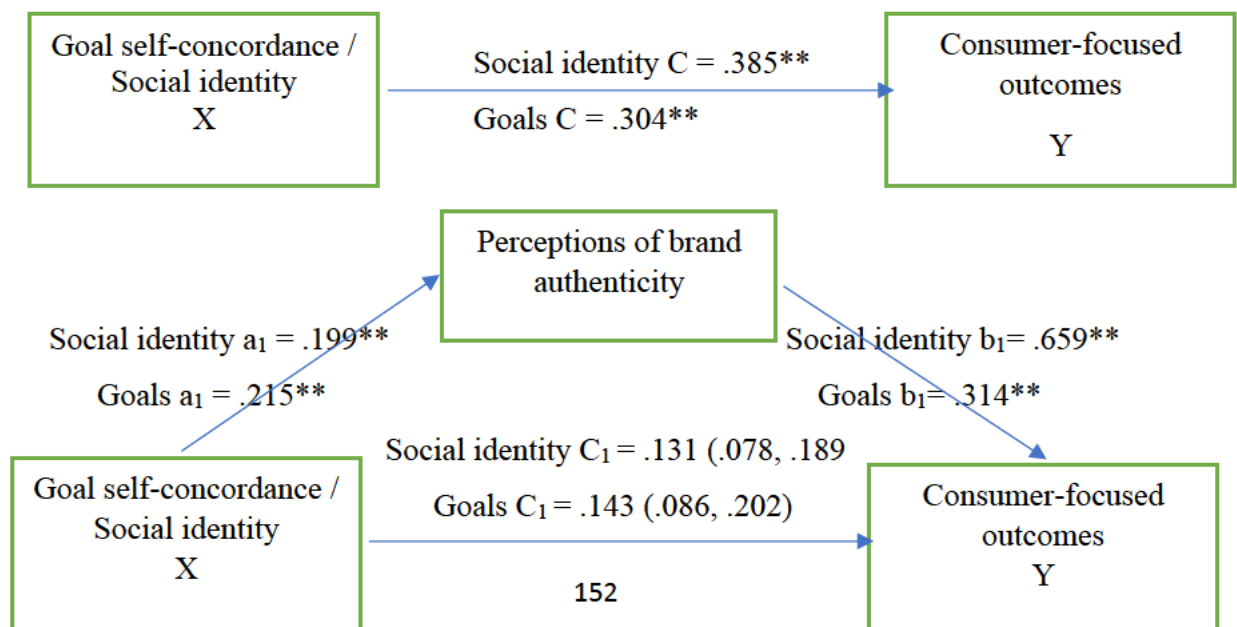 Goal self-concordance /
Social identity
X
Social identity C = .385**
Goals C = .304**
Consumer-focused
outcomes
Y
Perceptions of brand
authenticity
Social identity a₁ = .199**
Goals a₁ = .215**
Social identity b₁= .659**
Goals b₁= .314**
Social identity C₁ = .131 (.078, .189
Goals C₁ = .143 (.086, .202)
Goal self-concordance /
Social identity
X
Consumer-focused
outcomes
Y
152